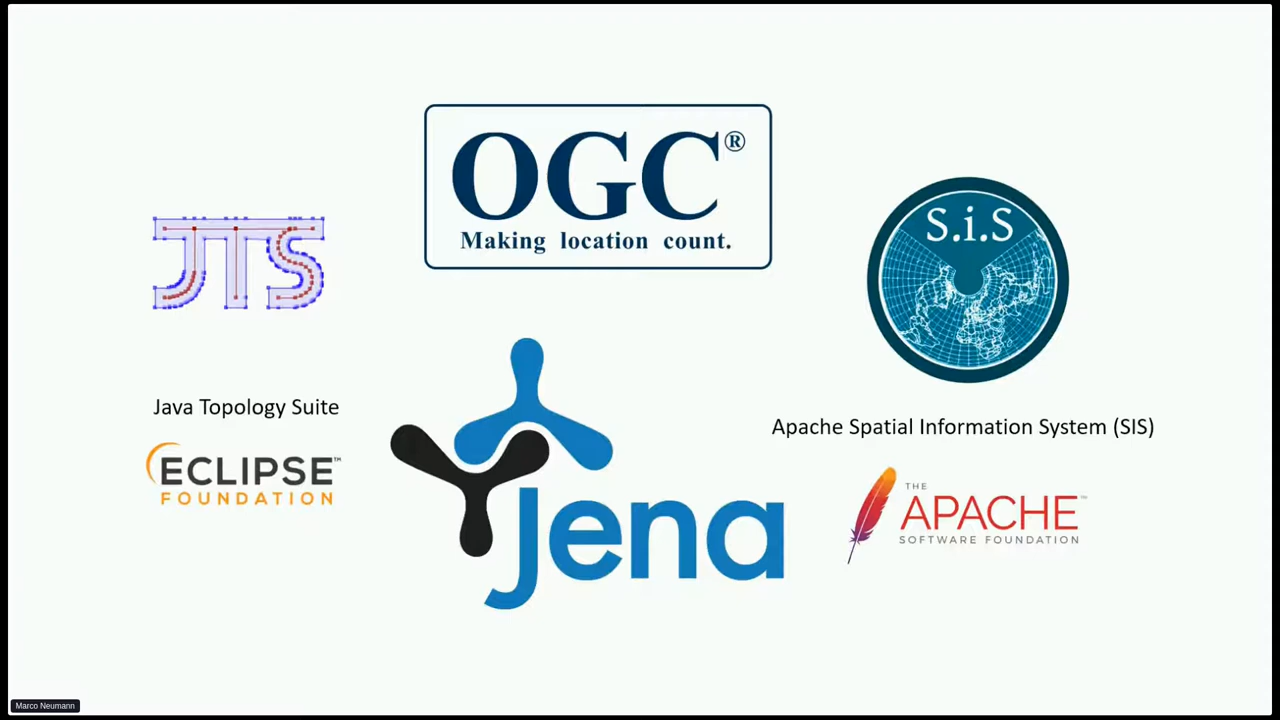 OGC®
Making location count.
JTS
S.i.S
Java Topology Suite
Apache Spatial Information System (SIS)
ECLIPSE™
FOUNDATION
Jena
THE
APACHE™
SOFTWARE FOUNDATION
Marco Neumann